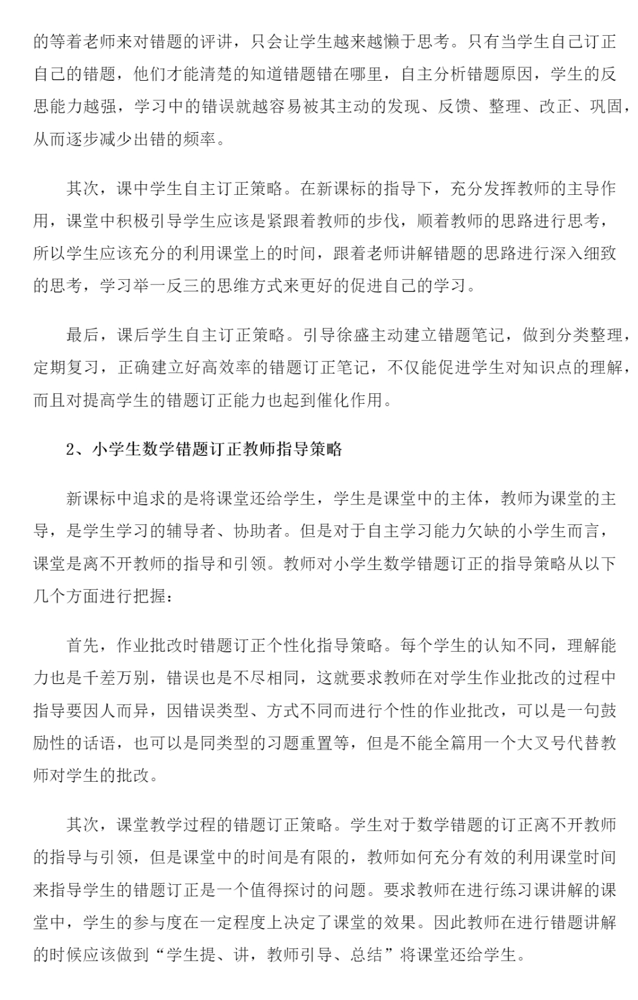 的等着老师来对错题的评讲，只会让学生越来越懒于思考。只有当学生自己订正
自己的错题，他们才能清楚的知道错题错在哪里，自主分析错题原因，学生的反
思能力越强，学习中的错误就越容易被其主动的发现、反馈、整理、改正、巩固，
从而逐步减少出错的频率。
其次，课中学生自主订正策略。在新课标的指导下，充分发挥教师的主导作
用，课堂中积极引导学生应该是紧跟着教师的步伐，顺着教师的思路进行思考，
所以学生应该充分的利用课堂上的时间，跟着老师讲解错题的思路进行深入细致
的思考，学习举一反三的思维方式来更好的促进自己的学习。
最后，课后学生自主订正策略。引导徐盛主动建立错题笔记，做到分类整理，
定期复习，正确建立好高效率的错题订正笔记，不仅能促进学生对知识点的理解，
而且对提高学生的错题订正能力也起到催化作用。
2、小学生数学错题订正教师指导策略
新课标中追求的是将课堂还给学生，学生是课堂中的主体，教师为课堂的主
导，是学生学习的辅导者、协助者。但是对于自主学习能力欠缺的小学生而言，
课堂是离不开教师的指导和引领。教师对小学生数学错题订正的指导策略从以下
几个方面进行把握：
首先，作业批改时错题订正个性化指导策略。每个学生的认知不同，理解能
力也是千差万别，错误也是不尽相同，这就要求教师在对学生作业批改的过程中
指导要因人而异，因错误类型、方式不同而进行个性的作业批改，可以是一句鼓
励性的话语，也可以是同类型的习题重置等，但是不能全篇用一个大叉号代替教
师对学生的批改。
其次，课堂教学过程的错题订正策略。学生对于数学错题的订正离不开教师
的指导与引领，但是课堂中的时间是有限的，教师如何充分有效的利用课堂时间
来指导学生的错题订正是一个值得探讨的问题。要求教师在进行练习课讲解的课
堂中，学生的参与度在一定程度上决定了课堂的效果。因此教师在进行错题讲解
的时候应该做到“学生提、讲，教师引导、总结”将课堂还给学生。